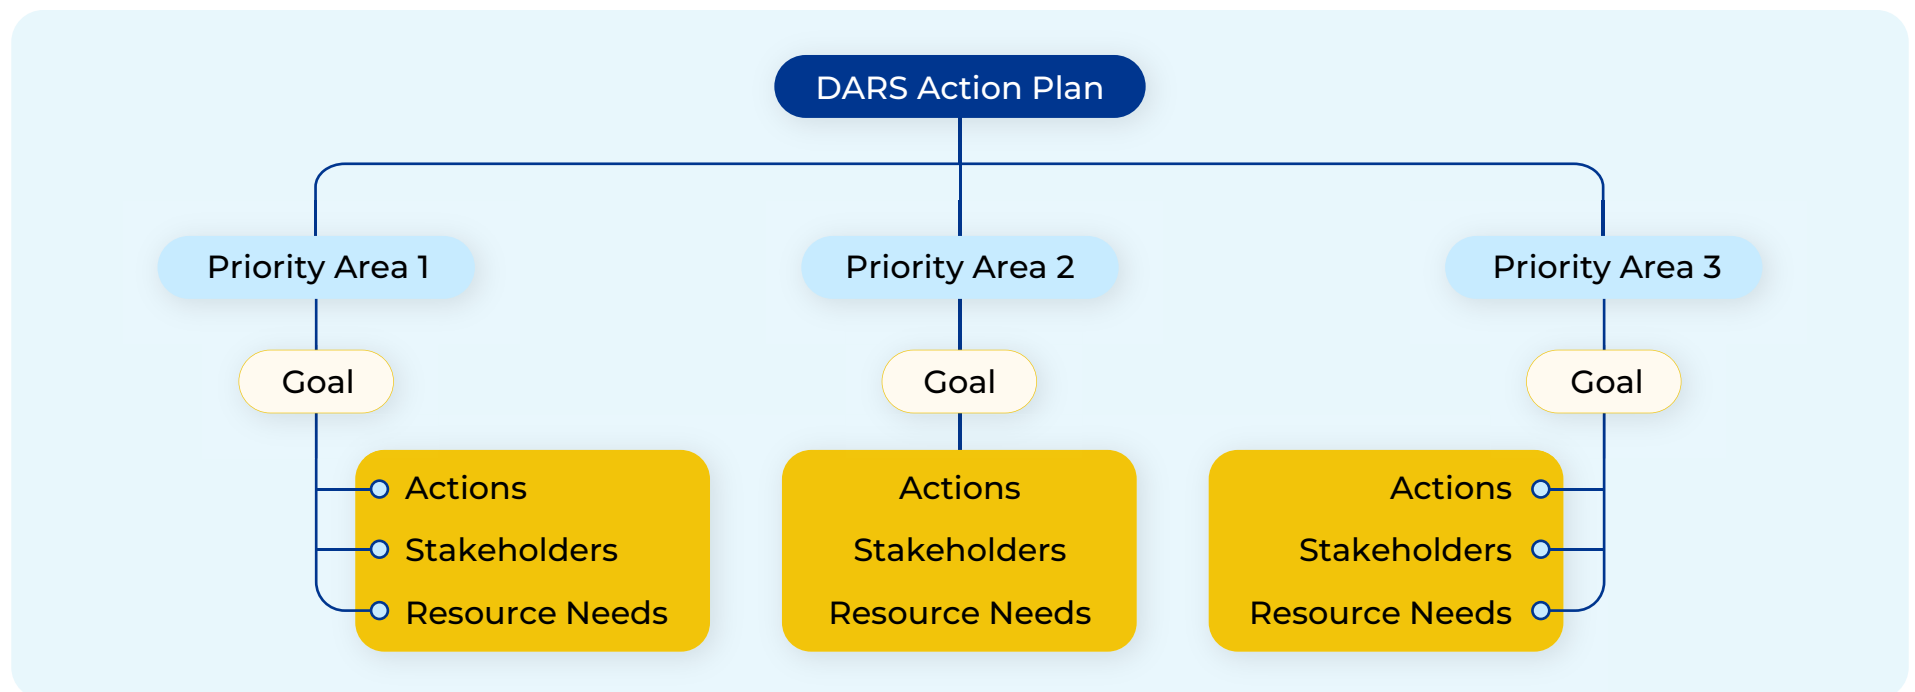 DARS Action Plan
Priority Area 1
Priority Area 2
Priority Area 3
Goal
Goal
Goal
Actions
Stakeholders
Resource Needs
Actions
Stakeholders
Resource Needs
Actions
Stakeholders
Resource Needs